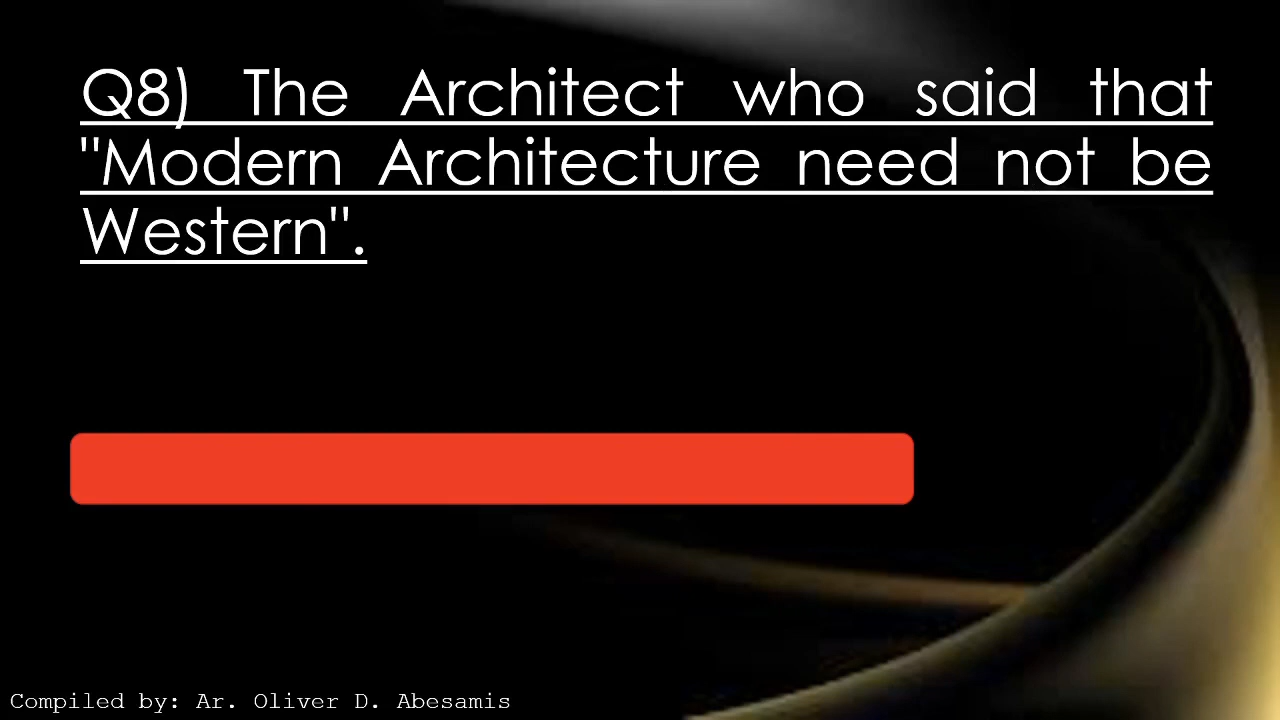 Q8) The Architect who said that
"Modern Architecture need not be
Western".
Compiled by: Ar. Oliver D. Abesamis